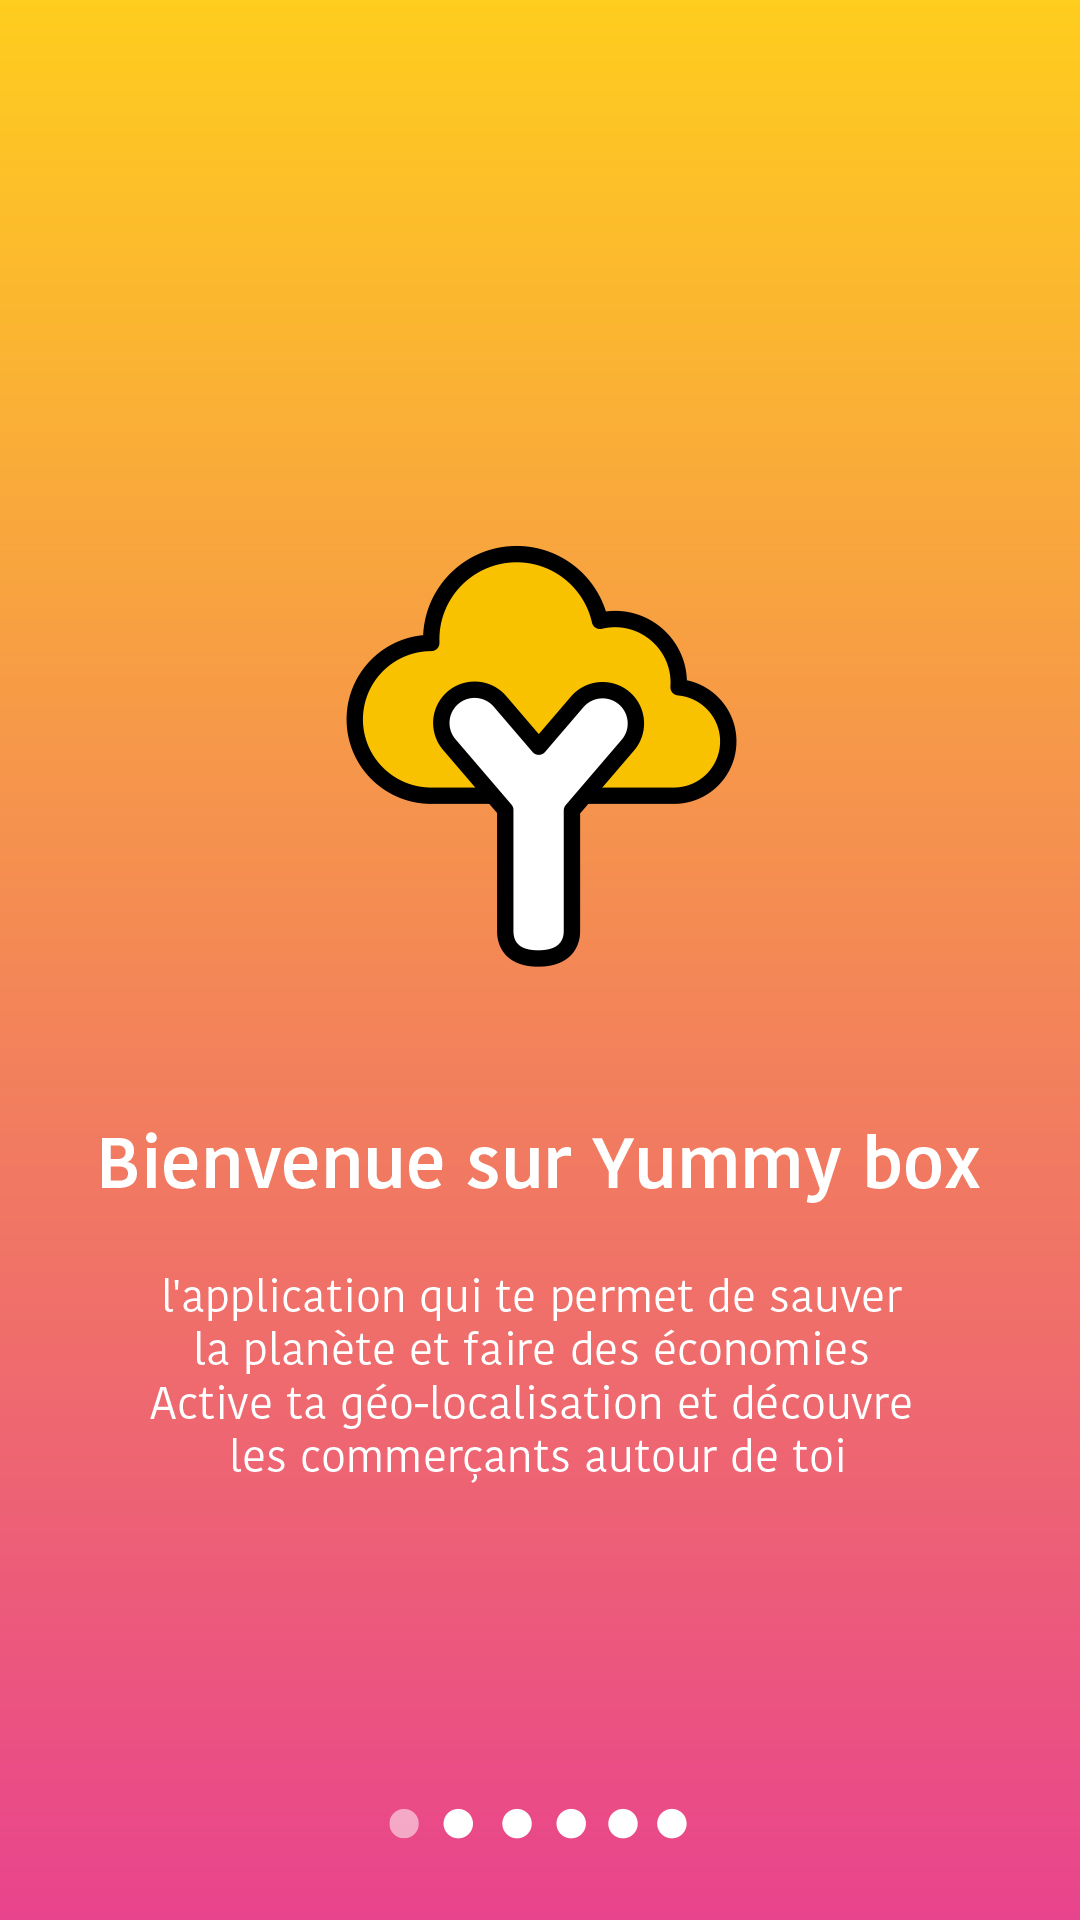 Bienvenue sur Yummy box
l'application qui te permet de sauver
la planète et faire des économies
Active ta géo-localisation et découvre
les commerçants autour de toi